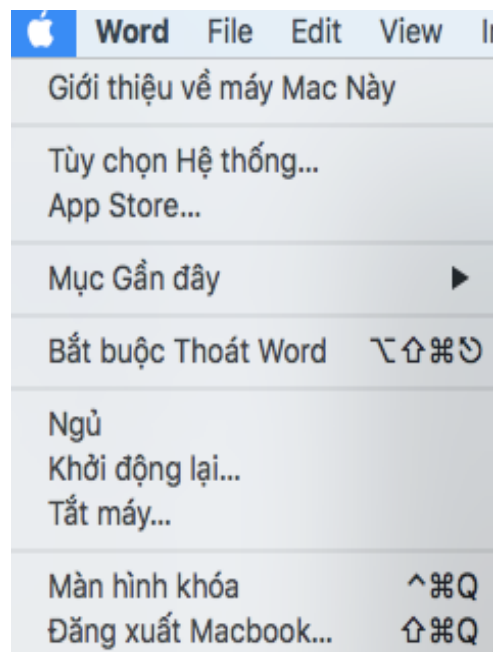 Word File Edit View
Giới thiệu về máy Mac Này
Tùy chọn Hệ thống...
App Store...
Mục Gần đây ▶
Bắt buộc Thoát Word ⌥⇧⌘⎋
Ngủ
Khởi động lại...
Tắt máy...
Màn hình khóa ^⌘Q
Đăng xuất Macbook... ⇧⌘Q